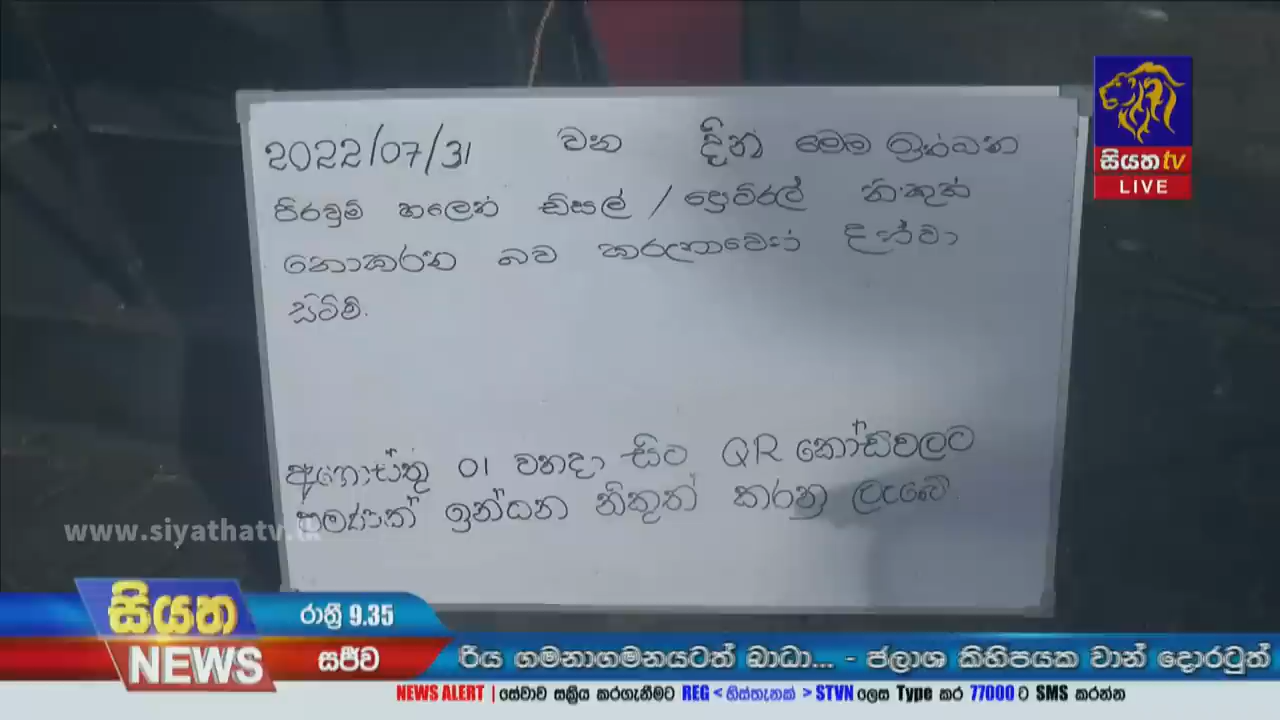 සියත tv
LIVE
2022/07/31 වන දින මෙම ඉන්ධන
පිරවුම් හලෙන් ඩීසල් / පෙට්රල් නිකුත්
නොකරන බව කරුනාවෙන් දන්වා
සිටිමි.
අගොස්තු 01 වනදා සිට QR කෝඩ්වලට
පමණක් ඉන්ධන නිකුත් කරනු ලැබේ
www.siyathatv.lk
සියත
NEWS
රාත්‍රී 9.35
සජීව
රීය ගමනාගමනයටත් බාධා... - ජලාශ කිහිපයක වාන් දොරටුත්
NEWS ALERT | සේවාව සක්‍රිය කරගැනීමට REG < හිස්තැනක් > STVN ලෙස Type කර 77000 ට SMS කරන්න